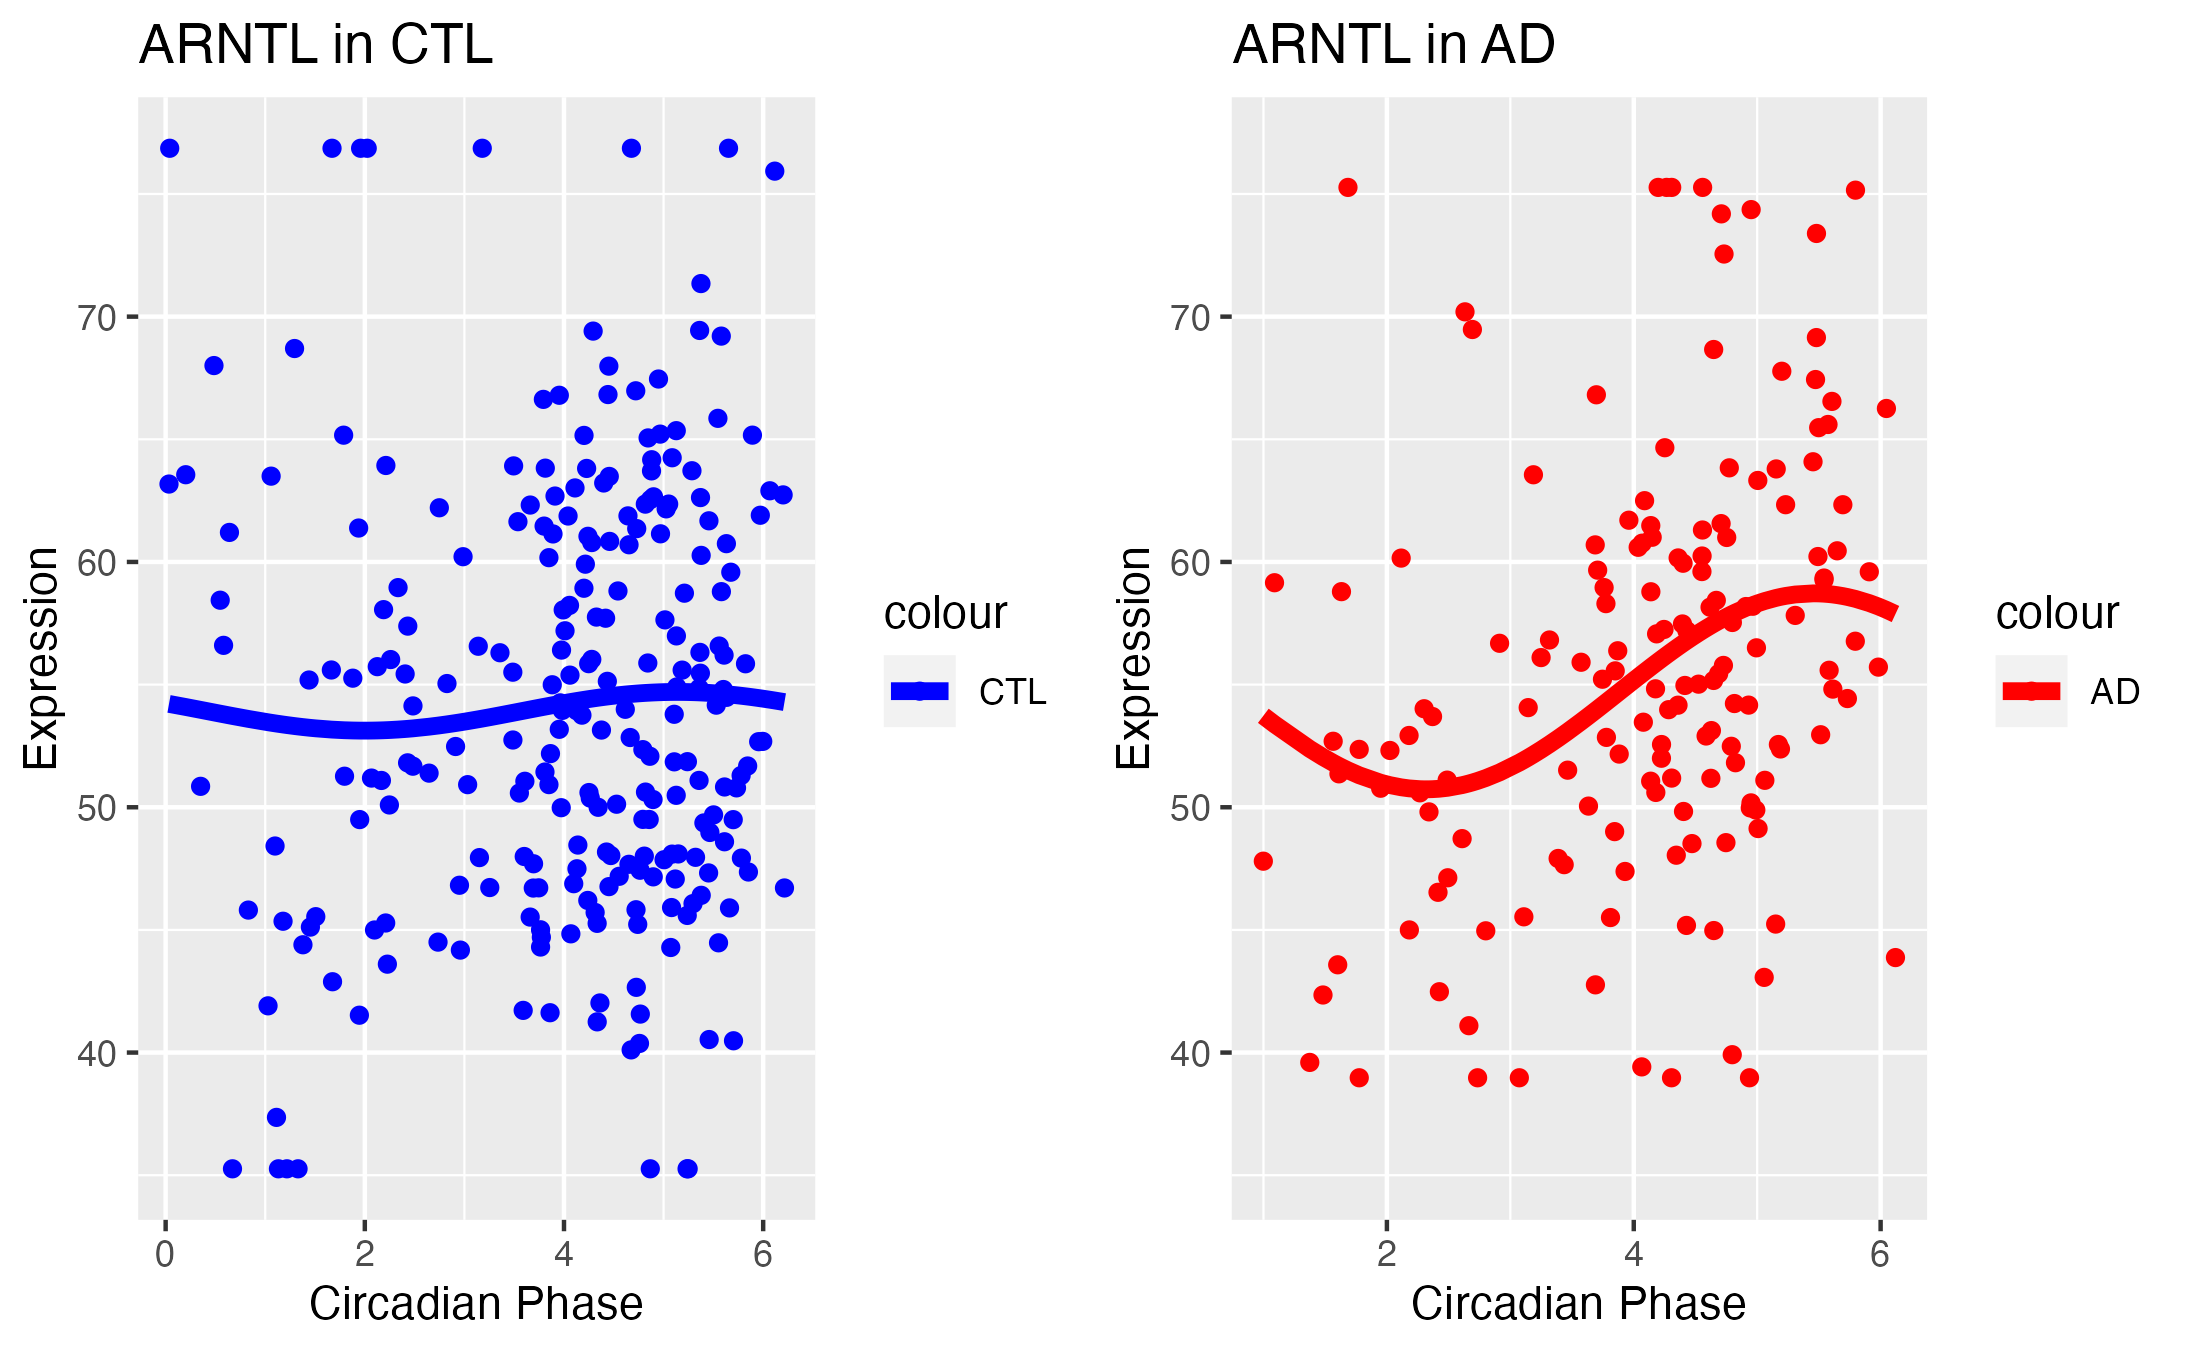 ARNTL in CTL
Expression
70
60
50
40
0 2 4 6
Circadian Phase
colour
CTL
ARNTL in AD
Expression
70
60
50
40
2 4 6
Circadian Phase
colour
AD